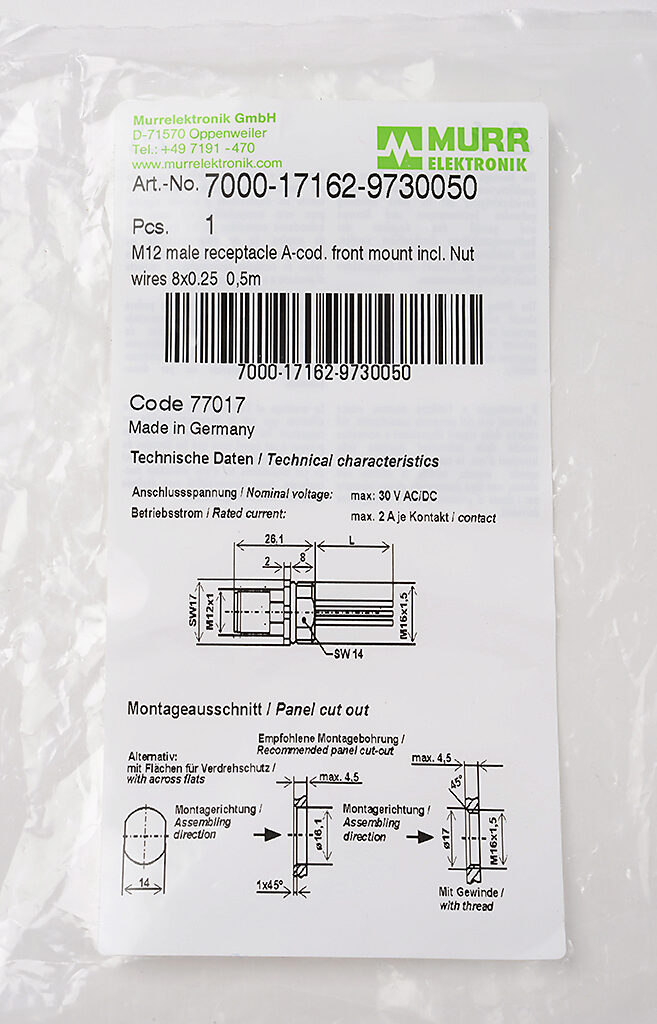 Murrelektronik GmbH
D-71570 Oppenweiler
Tel.: +49 7191 - 470
www.murrelektronik.com
MURR
ELEKTRONIK
Art.-No. 7000-17162-9730050
Pcs. 1
M12 male receptacle A-cod. front mount incl. Nut
wires 8x0.25 0,5m
7000-17162-9730050
Code 77017
Made in Germany
Technische Daten / Technical characteristics
Anschlussspannung / Nominal voltage: max: 30 V AC/DC
Betriebsstrom / Rated current: max. 2 A je Kontakt / contact
26,1 L
2 8
SW17
M12x1
M16x1,5
SW 14
Montageausschnitt / Panel cut out
Empfohlene Montagebohrung /
Recommended panel cut-out
Alternativ:
mit Flächen für Verdrehschutz /
with across flats
max. 4,5
max. 4,5
45°
Montagerichtung /
Assembling
direction
ø16,1
Montagerichtung /
Assembling
direction
ø17
M16x1,5
14
1x45°
Mit Gewinde /
with thread